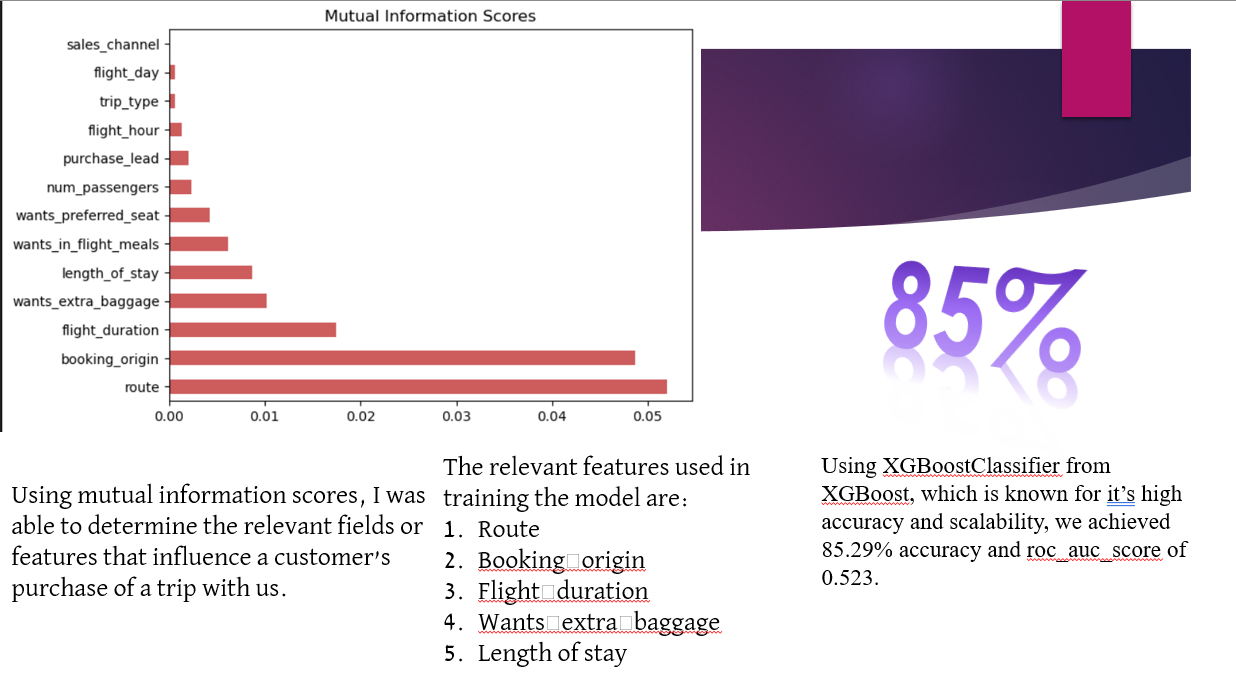 Mutual Information Scores
sales_channel
flight_day
trip_type
flight_hour
purchase_lead
num_passengers
wants_preferred_seat
wants_in_flight_meals
length_of_stay
wants_extra_baggage
flight_duration
booking_origin
route
0.00 0.01 0.02 0.03 0.04 0.05
85%
Using mutual information scores, I was
able to determine the relevant fields or
features that influence a customer's
purchase of a trip with us.
The relevant features used in
training the model are:
1. Route
2. Booking□origin
3. Flight□duration
4. Wants□extra□baggage
5. Length of stay
Using XGBoostClassifier from
XGBoost, which is known for it's high
accuracy and scalability, we achieved
85.29% accuracy and roc_auc_score of
0.523.